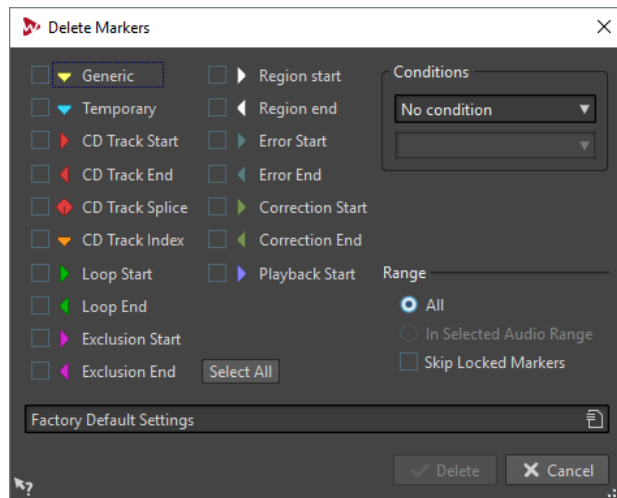 Delete Markers
Generic
Temporary
CD Track Start
CD Track End
CD Track Splice
CD Track Index
Loop Start
Loop End
Exclusion Start
Exclusion End
Region start
Region end
Error Start
Error End
Correction Start
Correction End
Playback Start
Select All
Conditions
No condition
Range
All
In Selected Audio Range
Skip Locked Markers
Factory Default Settings
Delete
Cancel
?